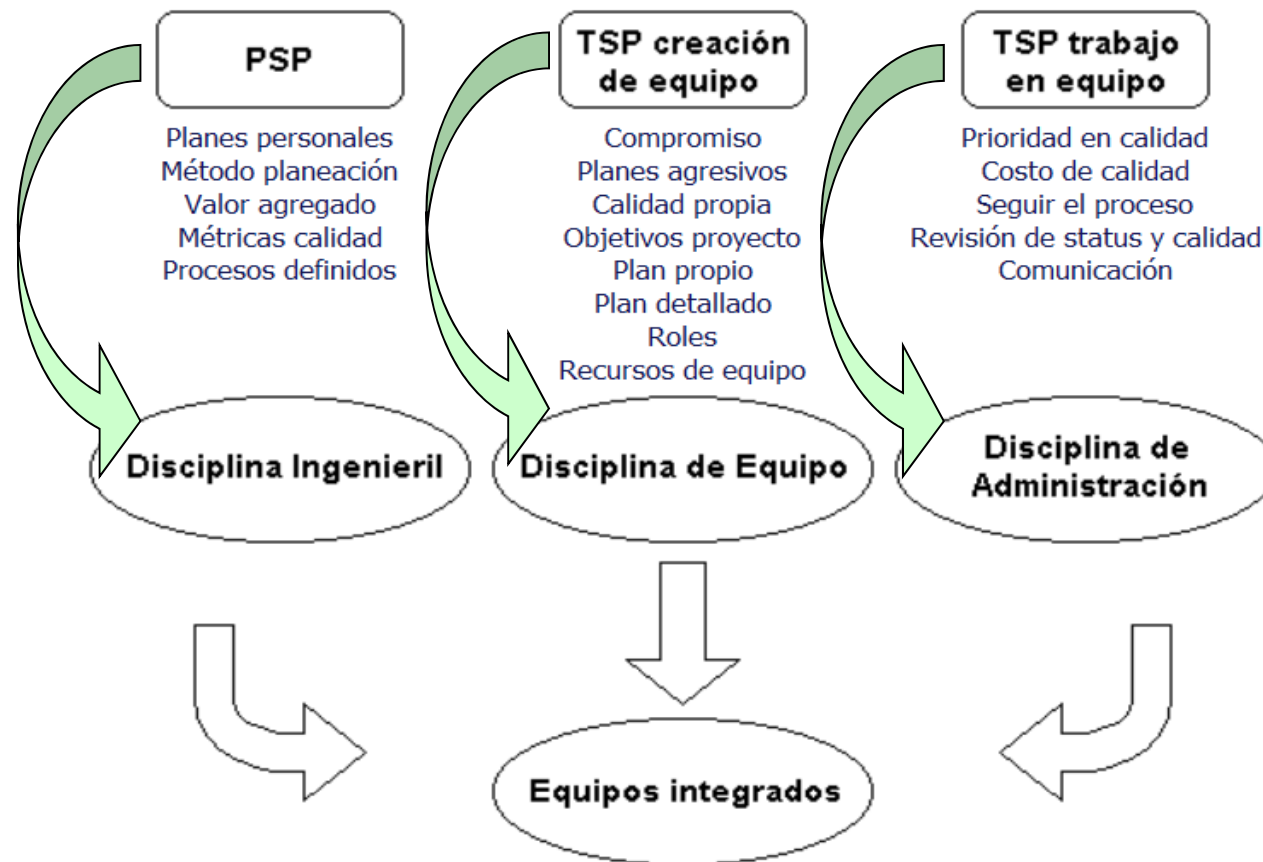 PSP
Planes personales
Método planeación
Valor agregado
Métricas calidad
Procesos definidos
Disciplina Ingenieril
TSP creación
de equipo
Compromiso
Planes agresivos
Calidad propia
Objetivos proyecto
Plan propio
Plan detallado
Roles
Recursos de equipo
Disciplina de Equipo
TSP trabajo
en equipo
Prioridad en calidad
Costo de calidad
Seguir el proceso
Revisión de status y calidad
Comunicación
Disciplina de
Administración
Equipos integrados